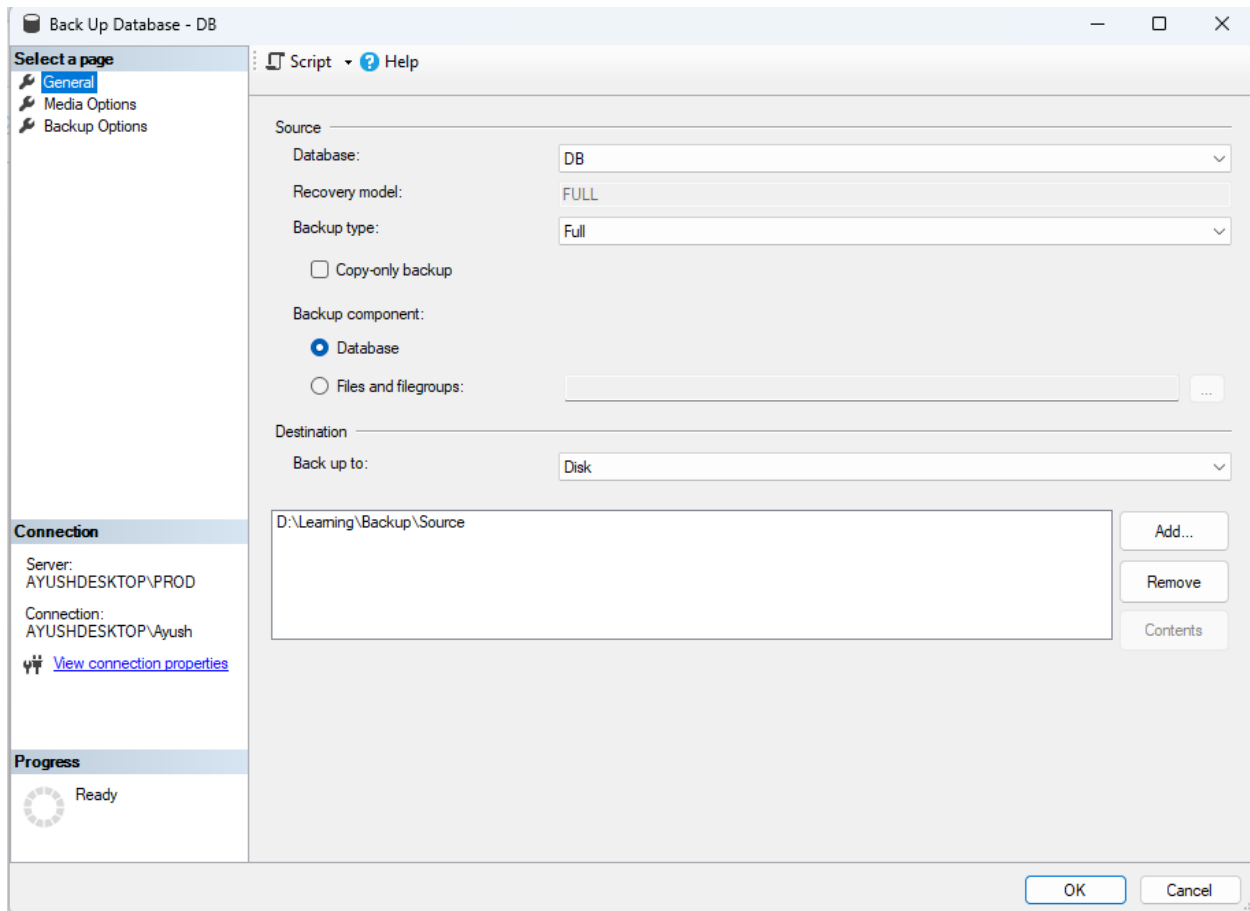 Back Up Database - DB
Select a page
General
Media Options
Backup Options
Script
Help
Source
Database: DB
Recovery model: FULL
Backup type: Full
Copy-only backup
Backup component:
Database
Files and filegroups:
...
Destination
Back up to: Disk
D:\Learning\Backup\Source
Add...
Remove
Contents
Connection
Server:
AYUSHDESKTOP\PROD
Connection:
AYUSHDESKTOP\Ayush
View connection properties
Progress
Ready
OK
Cancel